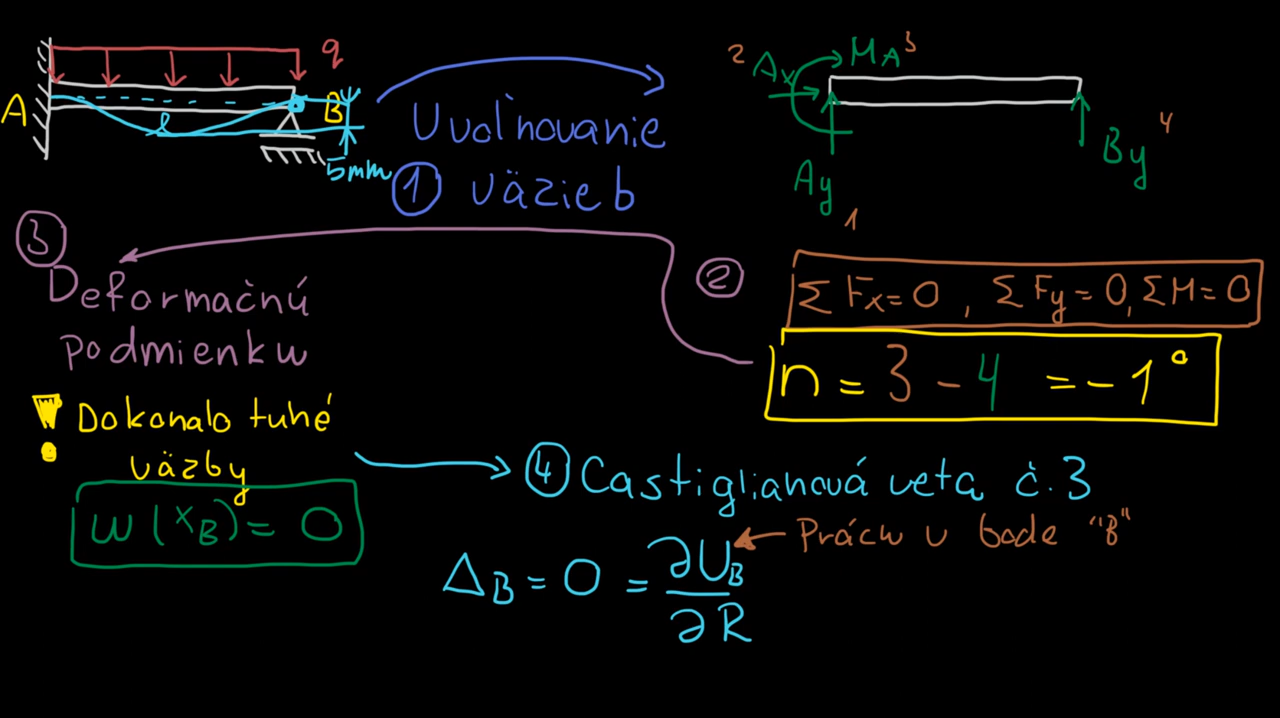 q
A
B
5mm
Uvoľnovanie
① väzieb
2 Ax
MA 3
Ay
1
By 4
③
Deformačnú
podmienku
②
ΣFx=0, ΣFy=0, ΣM=0
n = 3 - 4 = -1°
! Dokonalo tuhé
väzby
w(xB)=0
④ Castiglianová veta č.3
Prácu v bode "B"
ΔB = 0 = ∂UB/∂R